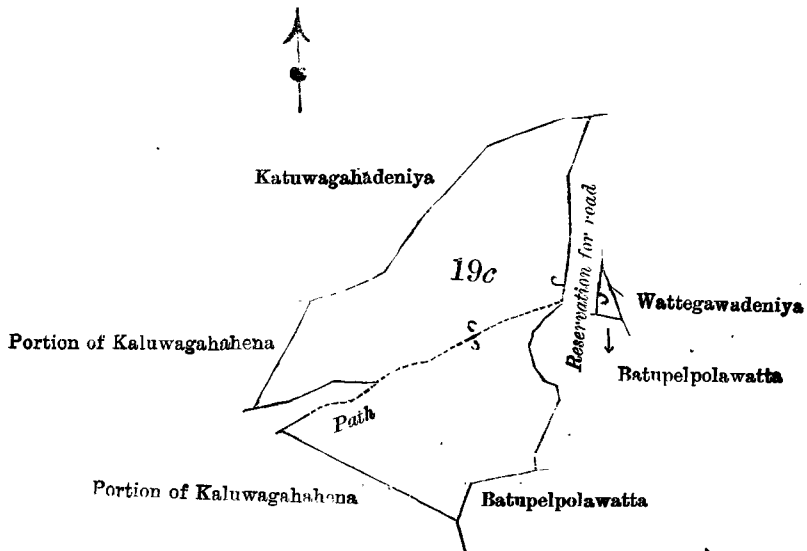 Katuwagahadeniya
19c
Reservation for road
Wattegawadeniya
Portion of Kaluwagahahena
Batupelpolawatta
Path
Portion of Kaluwagahahena
Batupelpolawatta